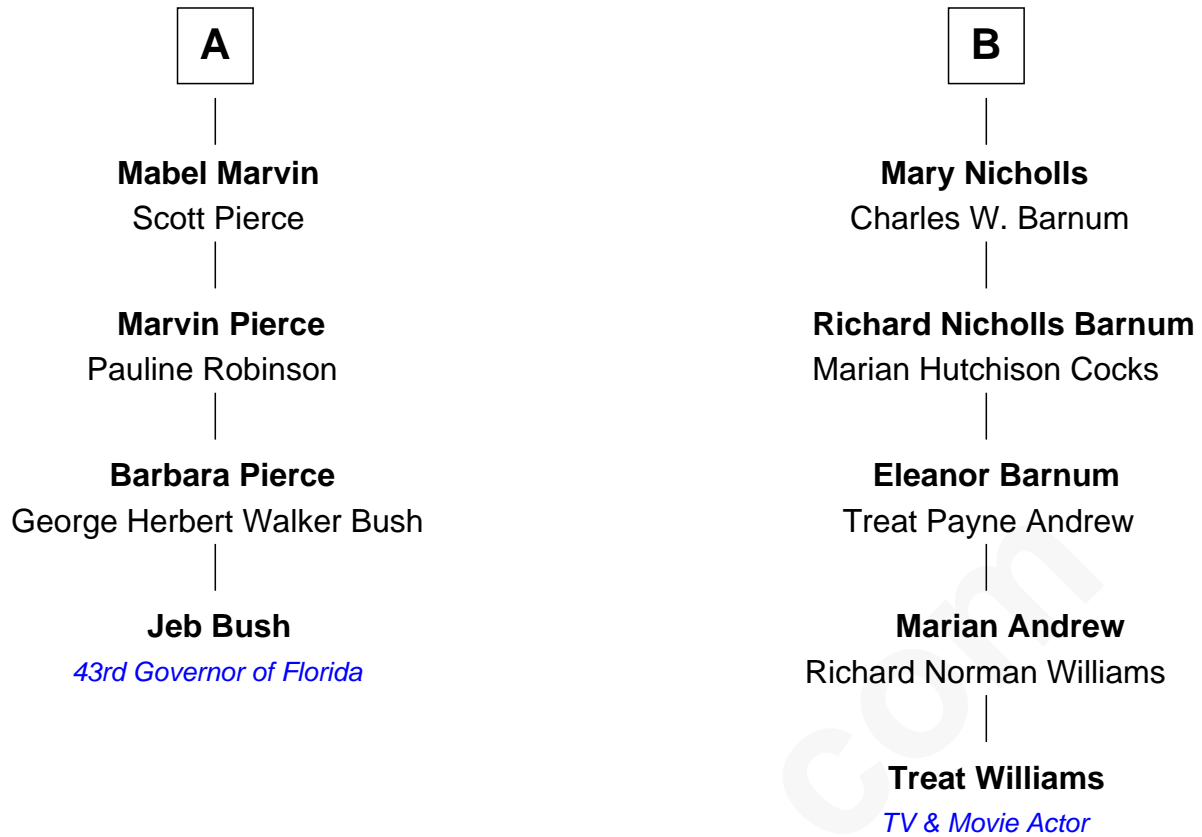 A
Mabel Marvin
Scott Pierce
Marvin Pierce
Pauline Robinson
Barbara Pierce
George Herbert Walker Bush
Jeb Bush
43rd Governor of Florida
B
Mary Nicholls
Charles W. Barnum
Richard Nicholls Barnum
Marian Hutchison Cocks
Eleanor Barnum
Treat Payne Andrew
Marian Andrew
Richard Norman Williams
Treat Williams
TV & Movie Actor
com